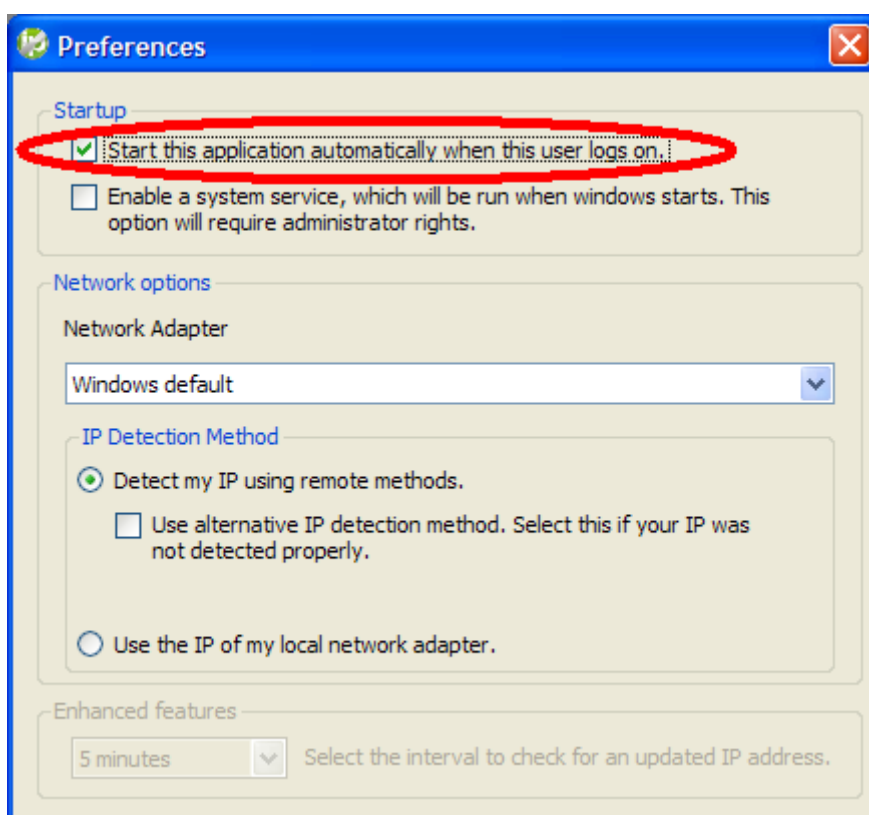 Preferences
Startup
Start this application automatically when this user logs on.
Enable a system service, which will be run when windows starts. This
option will require administrator rights.
Network options
Network Adapter
Windows default
IP Detection Method
Detect my IP using remote methods.
Use alternative IP detection method. Select this if your IP was
not detected properly.
Use the IP of my local network adapter.
Enhanced features
5 minutes Select the interval to check for an updated IP address.